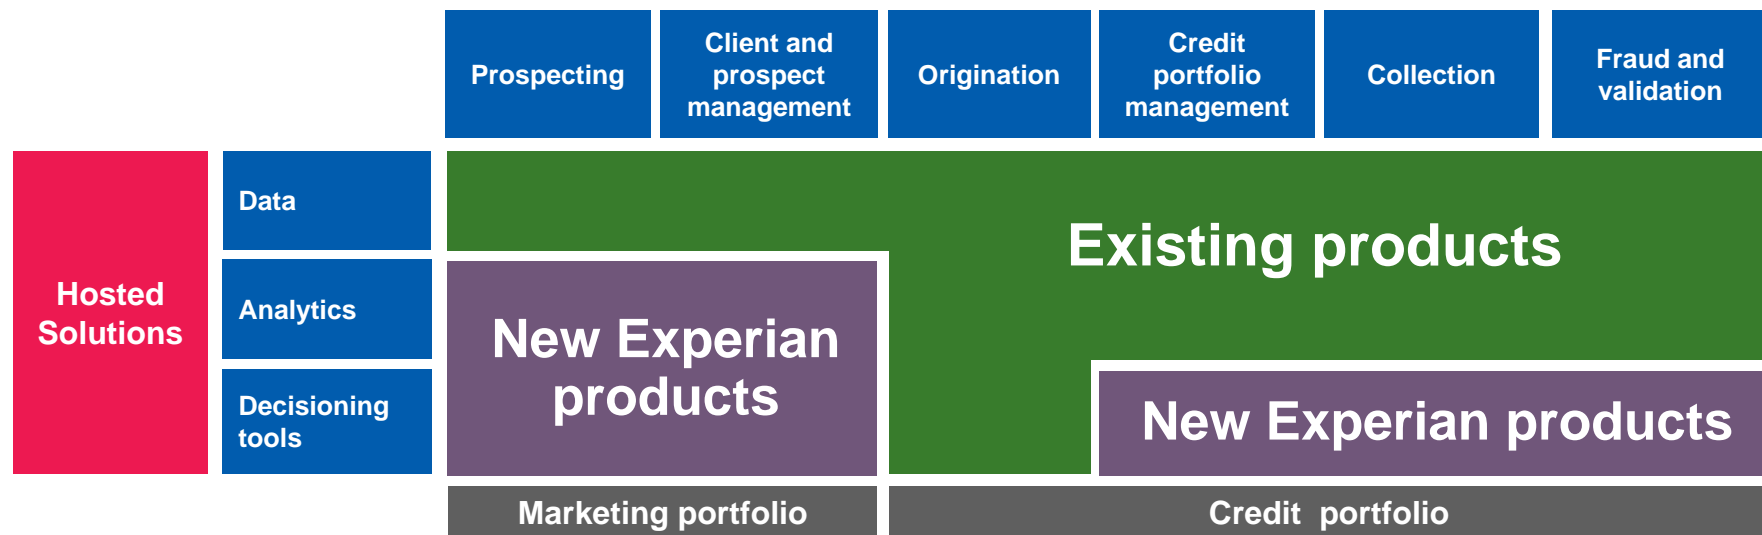 Prospecting
Client and
prospect
management
Origination
Credit
portfolio
management
Collection
Fraud and
validation
Hosted
Solutions
Data
Analytics
Decisioning
tools
Existing products
New Experian
products
New Experian products
Marketing portfolio
Credit portfolio